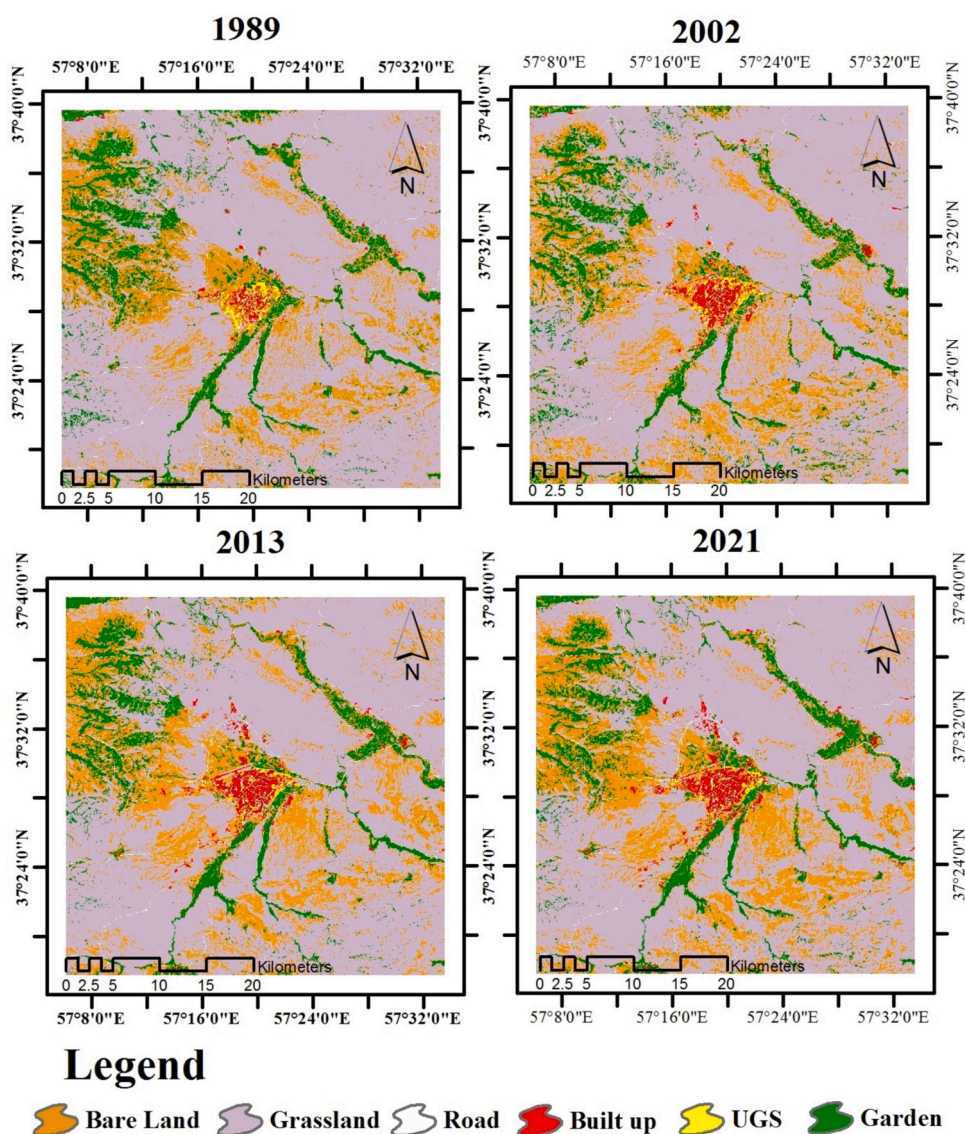 1989
2002
57°8'0"E 57°16'0"E 57°24'0"E 57°32'0"E
57°8'0"E 57°16'0"E 57°24'0"E 57°32'0"E
37°40'0"N
37°32'0"N
37°24'0"N
N
0 2.5 5 10 15 20
Kilometers
37°40'0"N
37°32'0"N
37°24'0"N
N
0 2.5 5 10 15 20
Kilometers
2013
2021
37°40'0"N
37°32'0"N
37°24'0"N
N
0 2.5 5 10 15 20
Kilometers
37°40'0"N
37°32'0"N
37°24'0"N
N
0 2.5 5 10 15 20
Kilometers
57°8'0"E 57°16'0"E 57°24'0"E 57°32'0"E
57°8'0"E 57°16'0"E 57°24'0"E 57°32'0"E
Legend
Bare Land Grassland Road Built up UGS Garden